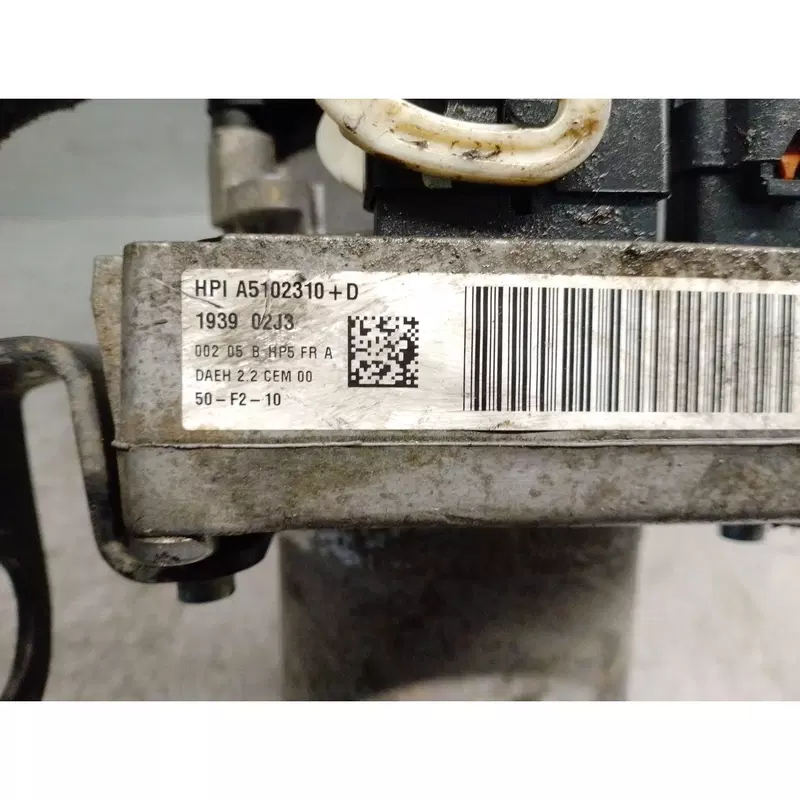 HPI A5102310+D
1939 02J3
002 05 B HP5 FR A
DAEH 2.2 CEM 00
50-F2-10